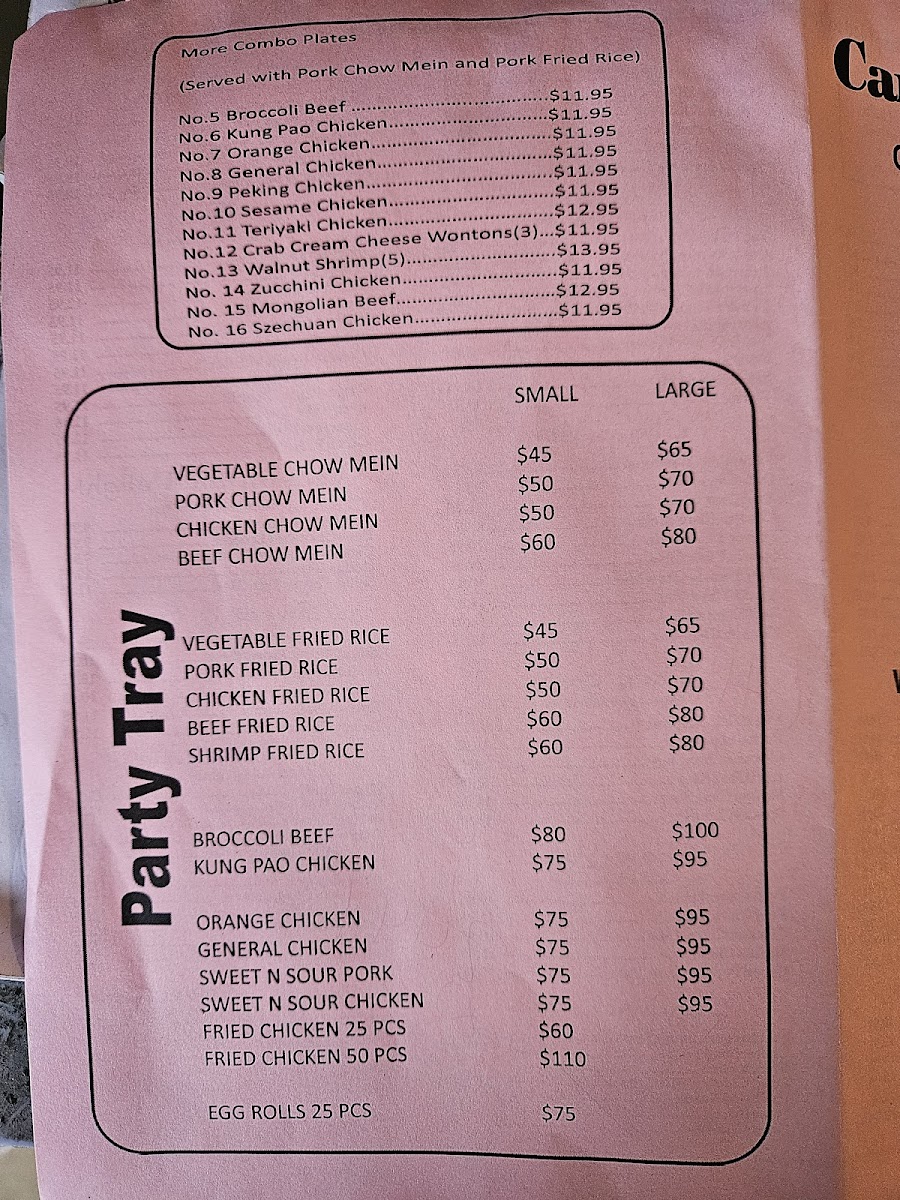 More Combo Plates
(Served with Pork Chow Mein and Pork Fried Rice)
No.5 Broccoli Beef ....................................$11.95
No.6 Kung Pao Chicken.............................$11.95
No.7 Orange Chicken.................................$11.95
No.8 General Chicken................................$11.95
No.9 Peking Chicken..................................$11.95
No.10 Sesame Chicken..............................$11.95
No.11 Teriyaki Chicken..............................$12.95
No.12 Crab Cream Cheese Wontons(3)...$11.95
No.13 Walnut Shrimp(5)...........................$13.95
No. 14 Zucchini Chicken............................$11.95
No. 15 Mongolian Beef.............................$12.95
No. 16 Szechuan Chicken..........................$11.95
Party Tray
SMALL LARGE
VEGETABLE CHOW MEIN $45 $65
PORK CHOW MEIN $50 $70
CHICKEN CHOW MEIN $50 $70
BEEF CHOW MEIN $60 $80
VEGETABLE FRIED RICE $45 $65
PORK FRIED RICE $50 $70
CHICKEN FRIED RICE $50 $70
BEEF FRIED RICE $60 $80
SHRIMP FRIED RICE $60 $80
BROCCOLI BEEF $80 $100
KUNG PAO CHICKEN $75 $95
ORANGE CHICKEN $75 $95
GENERAL CHICKEN $75 $95
SWEET N SOUR PORK $75 $95
SWEET N SOUR CHICKEN $75 $95
FRIED CHICKEN 25 PCS $60
FRIED CHICKEN 50 PCS $110
EGG ROLLS 25 PCS $75